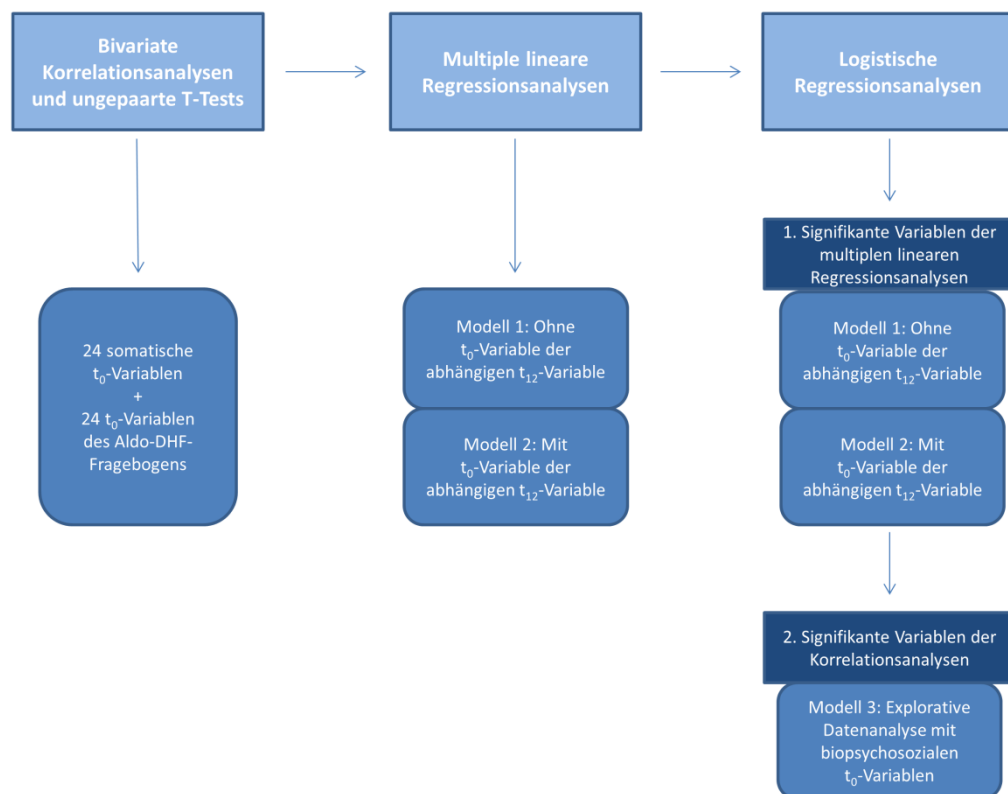 Bivariate
Korrelationsanalysen
und ungepaarte T-Tests
Multiple lineare
Regressionsanalysen
Logistische
Regressionsanalysen
24 somatische
t₀-Variablen
+
24 t₀-Variablen
des Aldo-DHF-
Fragebogens
Modell 1: Ohne
t₀-Variable der
abhängigen t₁₂-Variable
Modell 2: Mit
t₀-Variable der
abhängigen t₁₂-Variable
1. Signifikante Variablen der
multiplen linearen
Regressionsanalysen
Modell 1: Ohne
t₀-Variable der
abhängigen t₁₂-Variable
Modell 2: Mit
t₀-Variable der
abhängigen t₁₂-Variable
2. Signifikante Variablen der
Korrelationsanalysen
Modell 3: Explorative
Datenanalyse mit
biopsychosozialen
t₀-Variablen